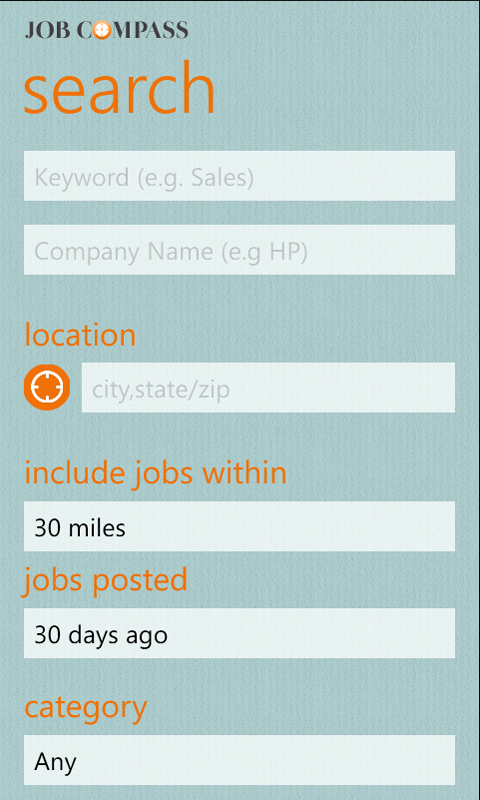 JOB COMPASS
search
Keyword (e.g. Sales)
Company Name (e.g HP)
location
city,state/zip
include jobs within
30 miles
jobs posted
30 days ago
category
Any